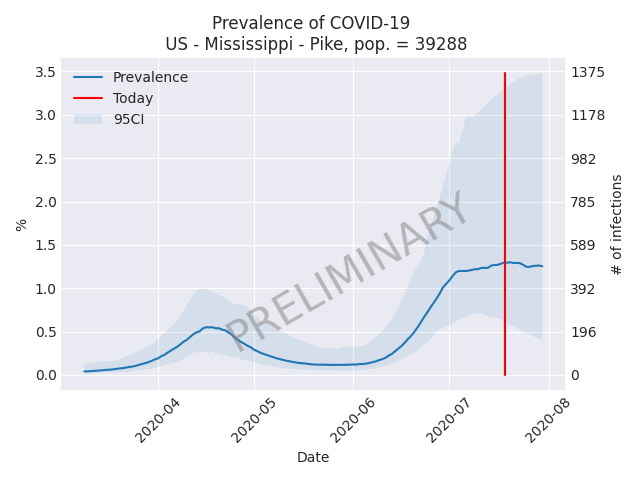 Prevalence of COVID-19
US - Mississippi - Pike, pop. = 39288
Prevalence
Today
95CI
3.5
3.0
2.5
2.0
1.5
1.0
0.5
0.0
%
1375
1178
982
785
589
392
196
0
# of infections
PRELIMINARY
2020-04
2020-05
2020-06
2020-07
2020-08
Date